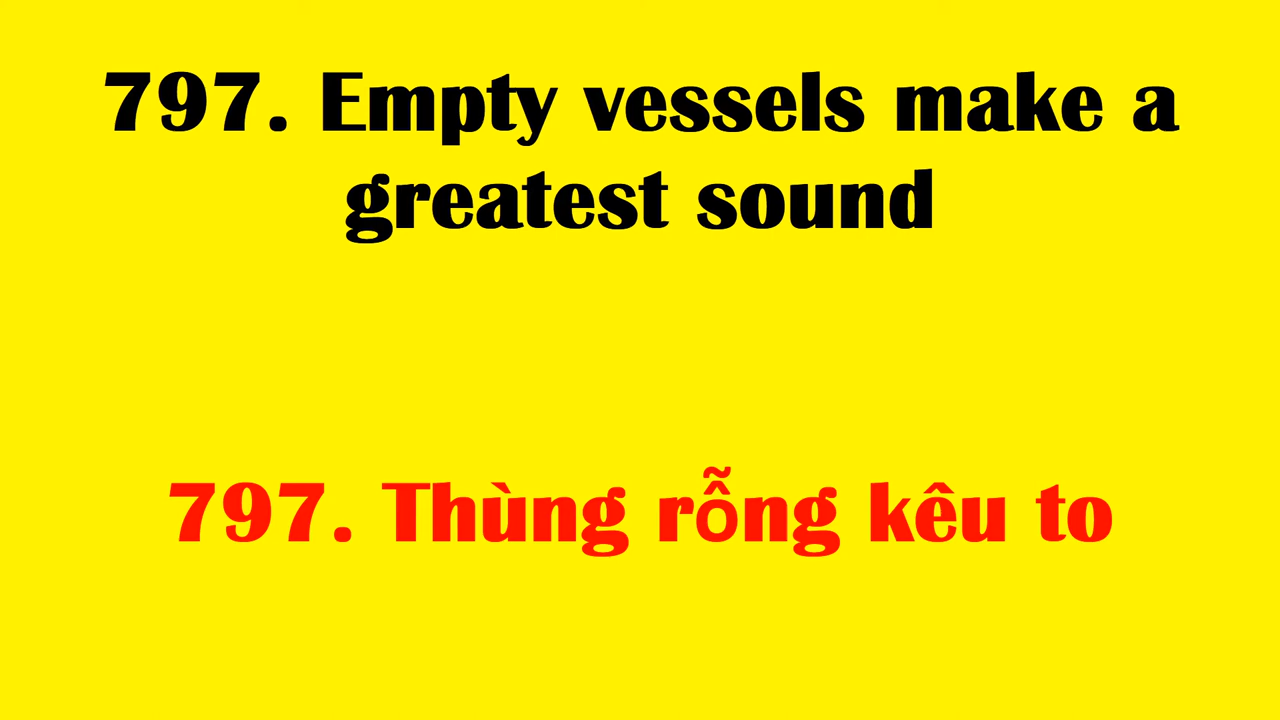 797. Empty vessels make a
greatest sound
797. Thùng rỗng kêu to